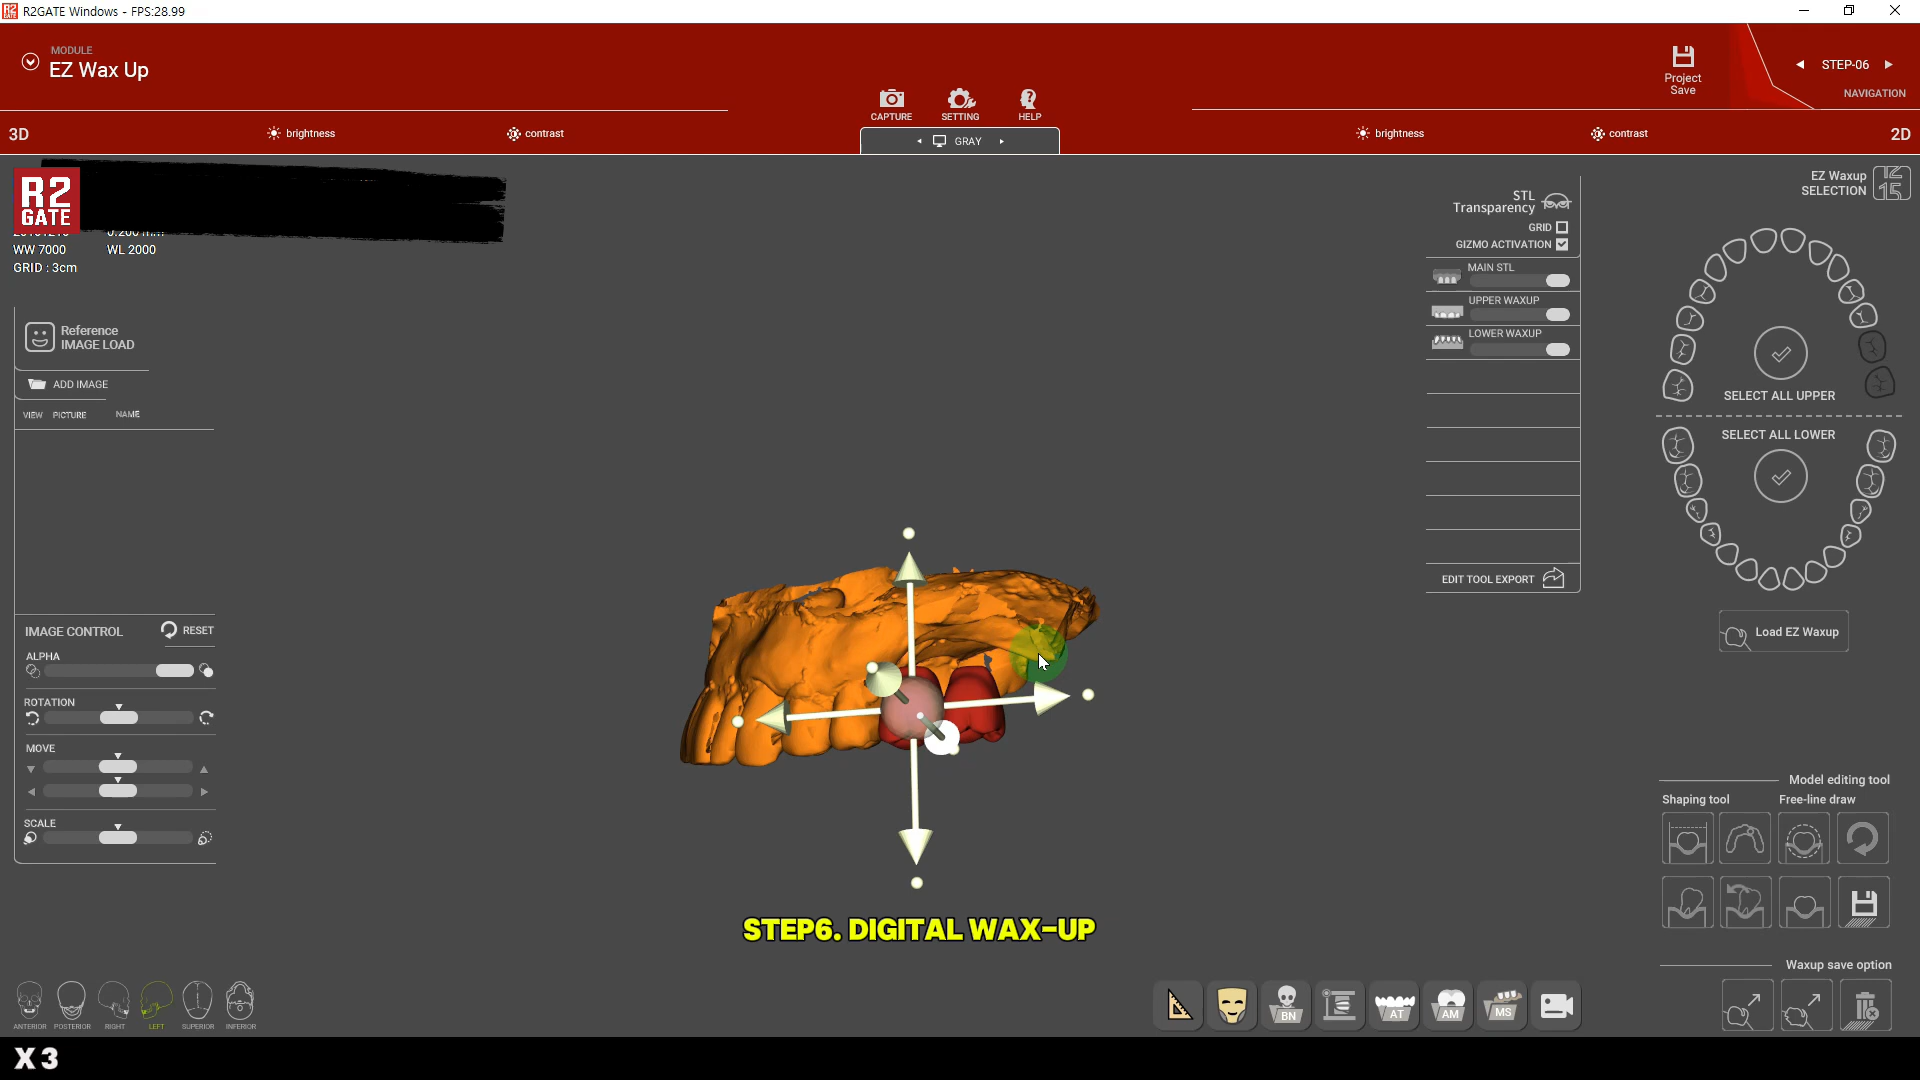 R2GATE Windows - FPS:28.99
MODULE
EZ Wax Up
Project
Save
STEP-06
NAVIGATION
CAPTURE
SETTING
HELP
3D
brightness
contrast
GRAY
brightness
contrast
2D
R2
GATE
WW 7000
WL 2000
GRID : 3cm
Reference
IMAGE LOAD
ADD IMAGE
VIEW
PICTURE
NAME
IMAGE CONTROL
RESET
ALPHA
ROTATION
MOVE
SCALE
STL
Transparency
GRID
GIZMO ACTIVATION
MAIN STL
UPPER WAXUP
LOWER WAXUP
EDIT TOOL EXPORT
EZ Waxup
SELECTION
12
15
SELECT ALL UPPER
SELECT ALL LOWER
Load EZ Waxup
Model editing tool
Shaping tool
Free-line draw
Waxup save option
STEP6. DIGITAL WAX-UP
ANTERIOR
POSTERIOR
RIGHT
LEFT
SUPERIOR
INFERIOR
BN
AT
AM
MS
X 3